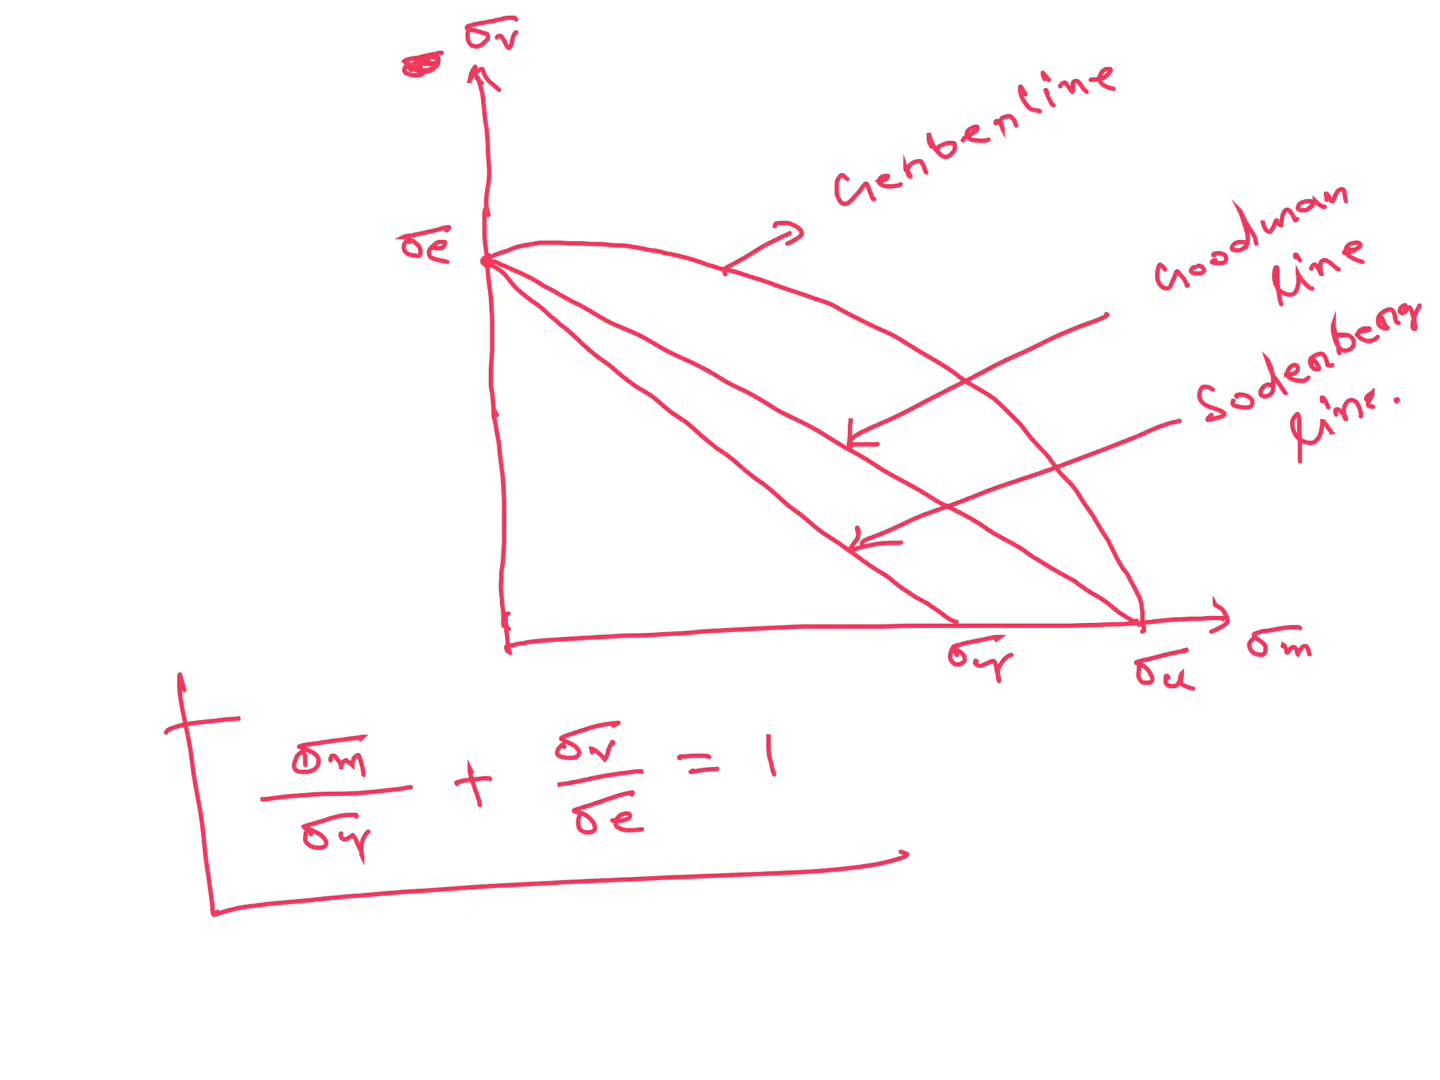 σv
Gerber line
σe
Goodman
line
Soderberg
line.
σy
σu
σm
σm/σy + σv/σe = 1